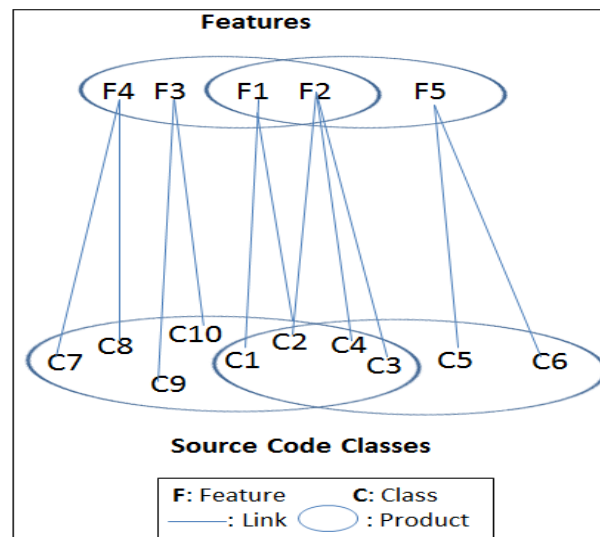 Features
F4 F3 F1 F2 F5
C10
C2
C8 C4
C7 C1 C3 C5 C6
C9
Source Code Classes
F: Feature C: Class
: Link : Product